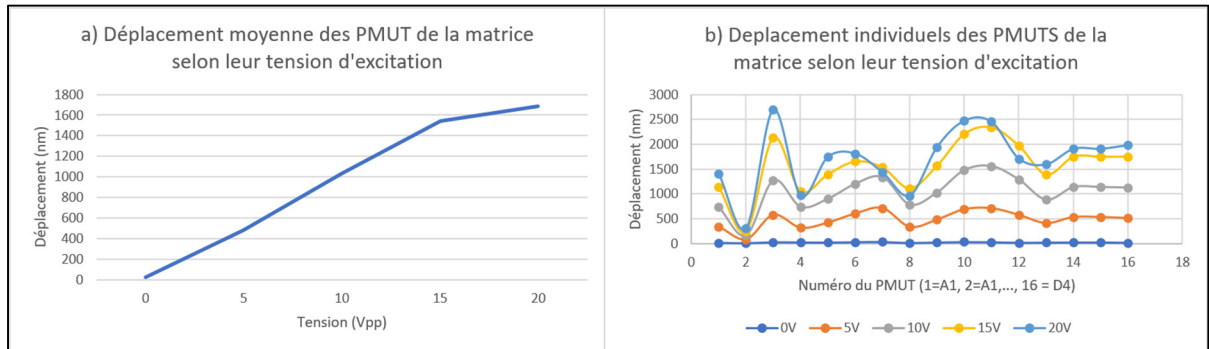 a) Déplacement moyenne des PMUT de la matrice
selon leur tension d'excitation
Déplacement (nm)
1800
1600
1400
1200
1000
800
600
400
200
0
0 5 10 15 20
Tension (Vpp)
b) Deplacement individuels des PMUTS de la
matrice selon leur tension d'excitation
Déplacement (nm)
3000
2500
2000
1500
1000
500
0
0 2 4 6 8 10 12 14 16 18
Numéro du PMUT (1=A1, 2=A1,..., 16 = D4)
0V 5V 10V 15V 20V